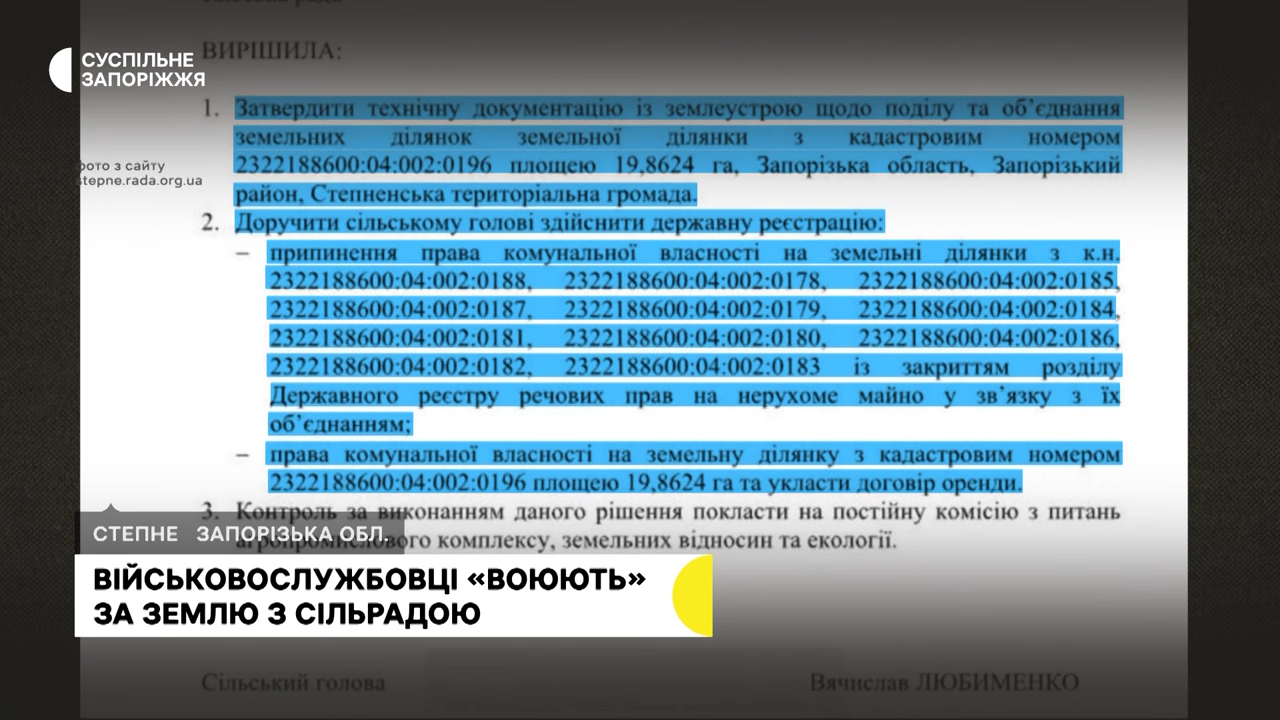 ВИРІШИЛА:
СУСПІЛЬНЕ
ЗАПОРІЖЖЯ
1. Затвердити технічну документацію із землеустрою щодо поділу та об’єднання
земельних ділянок земельної ділянки з кадастровим номером
2322188600:04:002:0196 площею 19,8624 га, Запорізька область, Запорізький
район, Степненська територіальна громада.
фото з сайту
stepne.rada.org.ua
2. Доручити сільському голові здійснити державну реєстрацію:
– припинення права комунальної власності на земельні ділянки з к.н.
2322188600:04:002:0188, 2322188600:04:002:0178, 2322188600:04:002:0185,
2322188600:04:002:0187, 2322188600:04:002:0179, 2322188600:04:002:0184,
2322188600:04:002:0181, 2322188600:04:002:0180, 2322188600:04:002:0186,
2322188600:04:002:0182, 2322188600:04:002:0183 із закриттям розділу
Державного реєстру речових прав на нерухоме майно у зв’язку з їх
об’єднанням;
– права комунальної власності на земельну ділянку з кадастровим номером
2322188600:04:002:0196 площею 19,8624 га та укласти договір оренди.
3. Контроль за виконанням даного рішення покласти на постійну комісію з питань
агропромислового комплексу, земельних відносин та екології.
СТЕПНЕ ЗАПОРІЗЬКА ОБЛ.
ВІЙСЬКОВОСЛУЖБОВЦІ «ВОЮЮТЬ»
ЗА ЗЕМЛЮ З СІЛЬРАДОЮ
Сільський голова Вячислав ЛЮБИМЕНКО